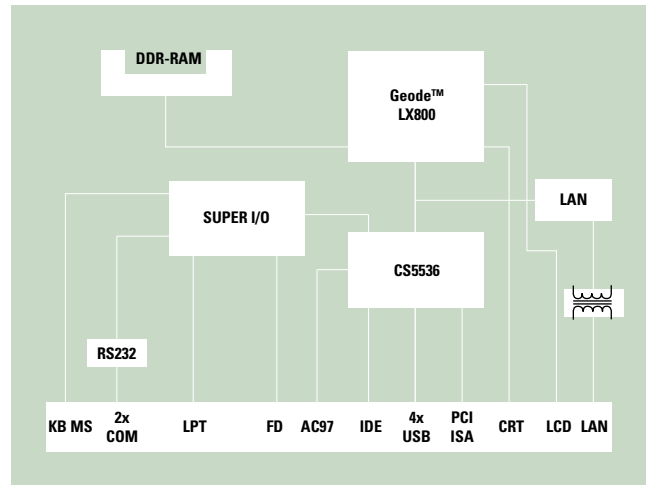 DDR-RAM
Geode™
LX800
LAN
SUPER I/O
CS5536
RS232
KB MS
2x
COM
LPT
FD
AC97
IDE
4x
USB
PCI
ISA
CRT
LCD
LAN